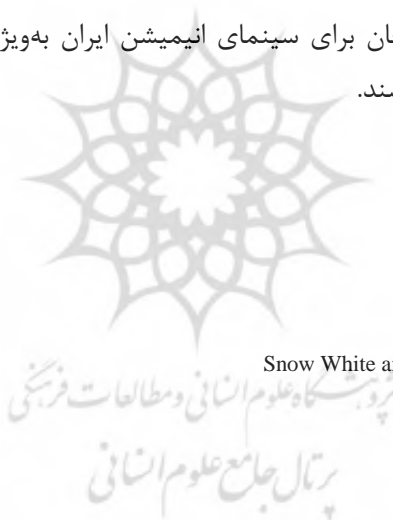 ان برای سینمای انیمیشن ایران به‌ویژ
سند.
Snow White a
پژوهشگاه علوم انسانی و مطالعات فرهنگی
پرتال جامع علوم انسانی